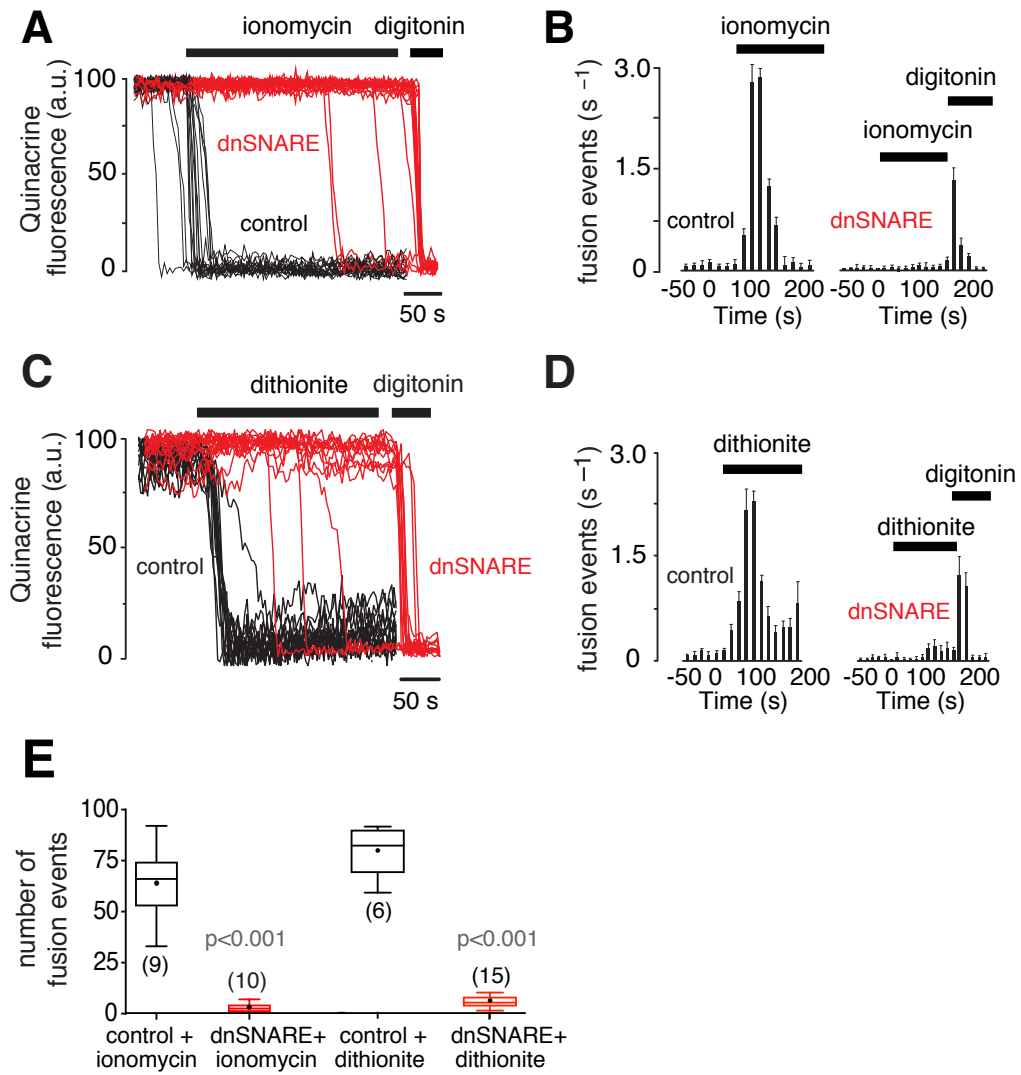 A
ionomycin digitonin
Quinacrine
fluorescence (a.u.)
100
50
0
dnSNARE
control
50 s
B
ionomycin
digitonin
ionomycin
fusion events (s⁻¹)
3.0
1.5
0
control
dnSNARE
-50 0 100 200
Time (s)
-50 0 100 200
Time (s)
C
dithionite digitonin
Quinacrine
fluorescence (a.u.)
100
50
0
control
dnSNARE
50 s
D
dithionite
digitonin
dithionite
fusion events (s⁻¹)
3.0
1.5
0
control
dnSNARE
-50 0 100 200
Time (s)
-50 0 100 200
Time (s)
E
number of
fusion events
100
75
50
25
0
(9)
p<0.001
(10)
(6)
p<0.001
(15)
control +
ionomycin
dnSNARE+
ionomycin
control +
dithionite
dnSNARE+
dithionite